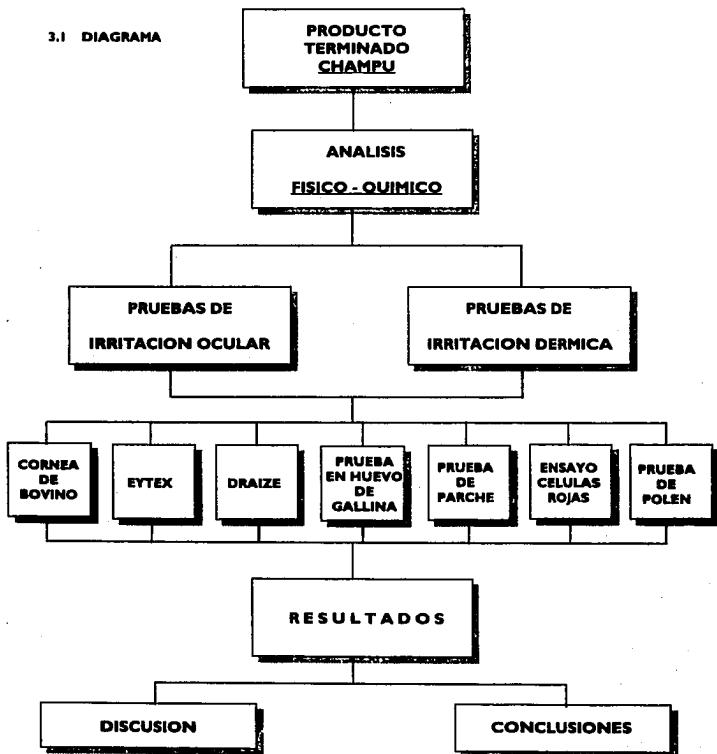 3.1 DIAGRAMA
PRODUCTO
TERMINADO
CHAMPU
ANALISIS
FISICO - QUIMICO
PRUEBAS DE
IRRITACION OCULAR
PRUEBAS DE
IRRITACION DERMICA
CORNEA
DE
BOVINO
EYTEX
DRAIZE
PRUEBA
EN HUEVO
DE
GALLINA
PRUEBA
DE
PARCHE
ENSAYO
CELULAS
ROJAS
PRUEBA
DE
POLEN
RESULTADOS
DISCUSION
CONCLUSIONES